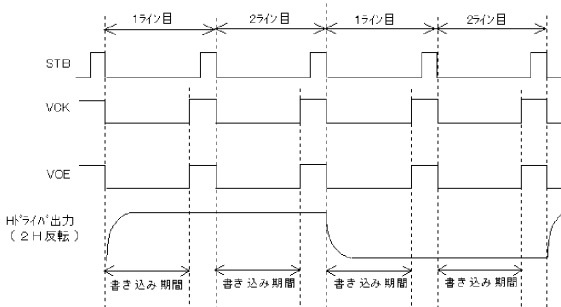 1ライン目 2ライン目 1ライン目 2ライン目
STB
VCK
VOE
Hドライバ出力
(2H反転)
書き込み期間 書き込み期間 書き込み期間 書き込み期間